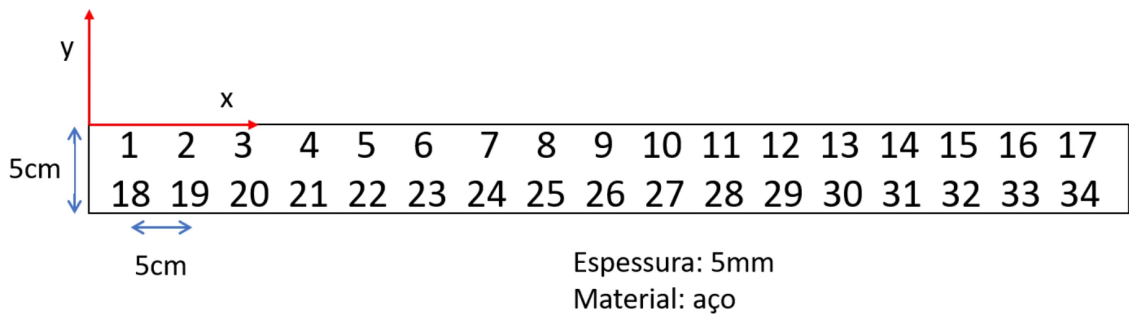 y
x
1 2 3 4 5 6 7 8 9 10 11 12 13 14 15 16 17
5cm
18 19 20 21 22 23 24 25 26 27 28 29 30 31 32 33 34
5cm
Espessura: 5mm
Material: aço